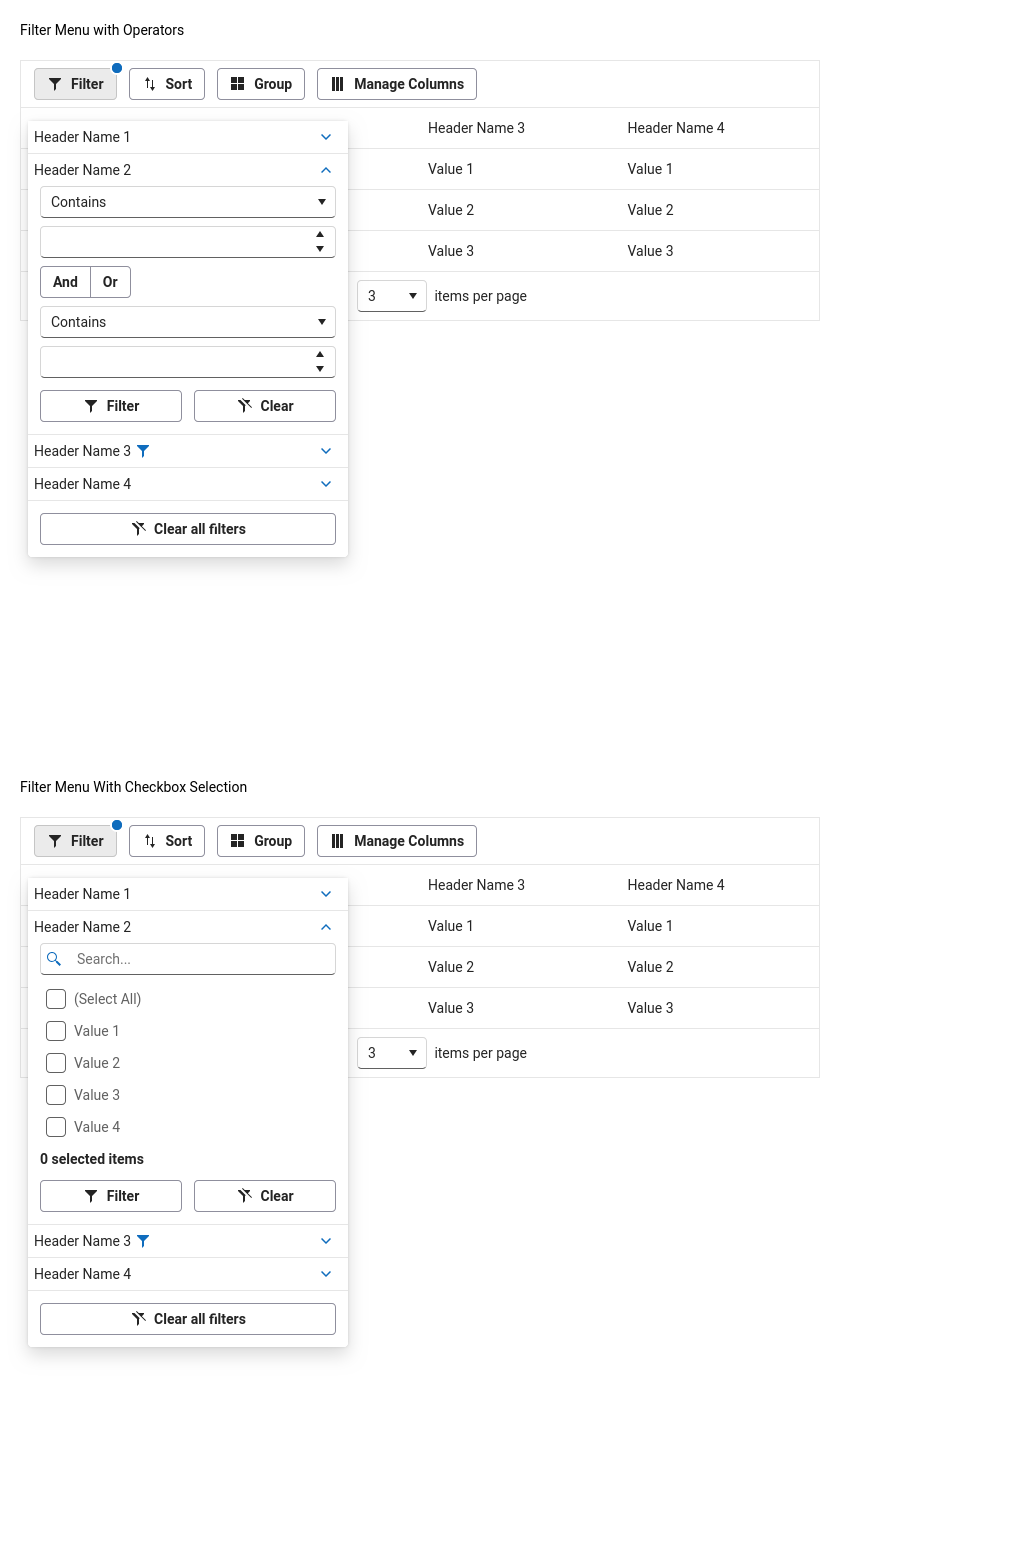 Filter Menu with Operators
Filter Sort Group Manage Columns
Header Name 3 Header Name 4
Header Name 1
Value 1 Value 1
Header Name 2
Contains
Value 2 Value 2
Value 3 Value 3
And Or
3 items per page
Contains
Filter Clear
Header Name 3
Header Name 4
Clear all filters
Filter Menu With Checkbox Selection
Filter Sort Group Manage Columns
Header Name 3 Header Name 4
Header Name 1
Value 1 Value 1
Header Name 2
Search...
Value 2 Value 2
(Select All)
Value 3 Value 3
Value 1
3 items per page
Value 2
Value 3
Value 4
0 selected items
Filter Clear
Header Name 3
Header Name 4
Clear all filters